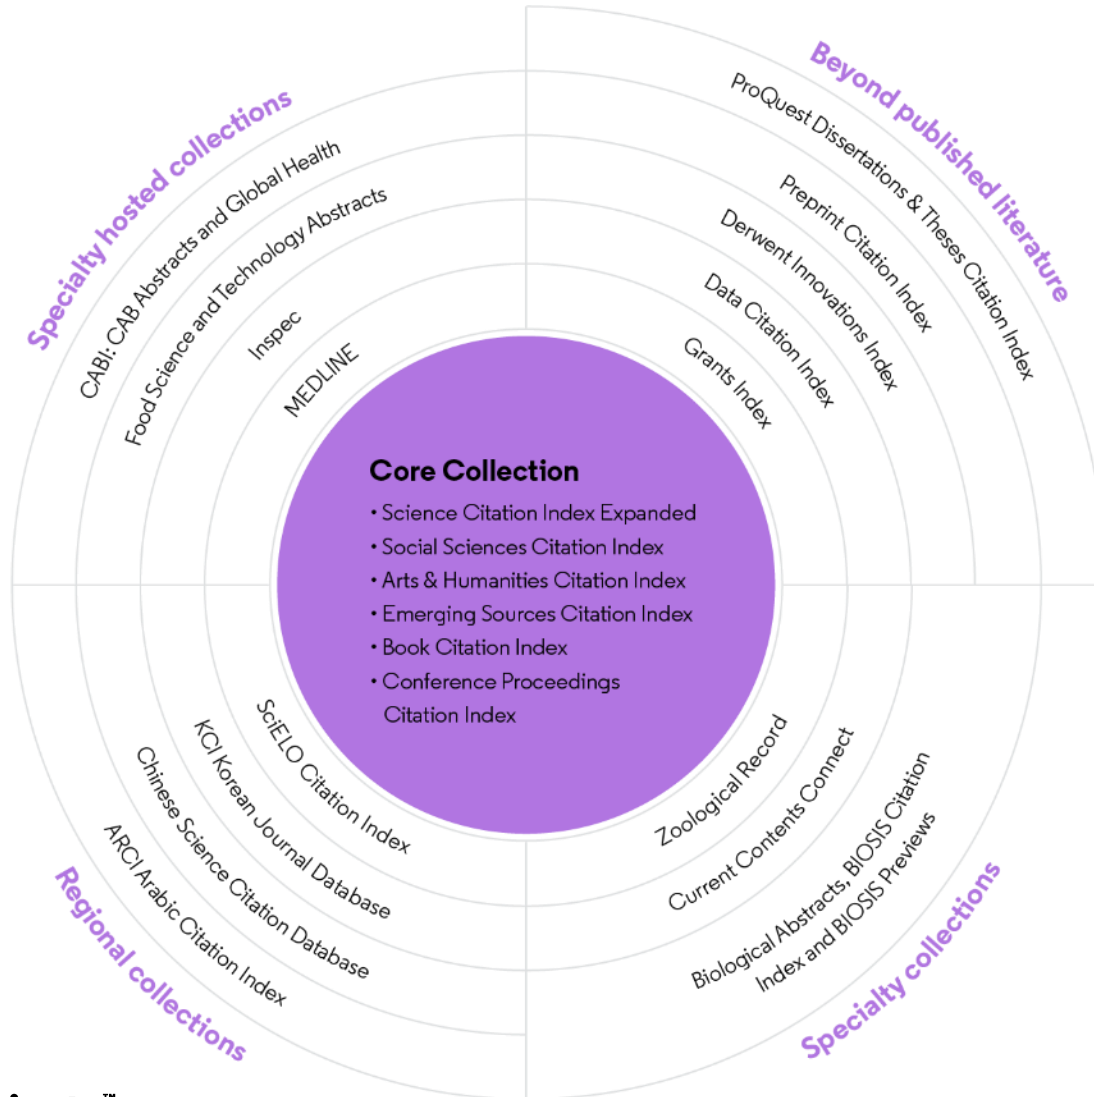 Beyond published literature
ProQuest Dissertations & Theses Citation Index
Preprint Citation Index
Derwent Innovations Index
Data Citation Index
Grants Index
Specialty hosted collections
CABI: CAB Abstracts and Global Health
Food Science and Technology Abstracts
Inspec
MEDLINE
Core Collection
• Science Citation Index Expanded
• Social Sciences Citation Index
• Arts & Humanities Citation Index
• Emerging Sources Citation Index
• Book Citation Index
• Conference Proceedings
Citation Index
SciELO Citation Index
KCI Korean Journal Database
Chinese Science Citation Database
ARCI Arabic Citation Index
Regional collections
Zoological Record
Current Contents Connect
Biological Abstracts, BIOSIS Citation
Index and BIOSIS Previews
Specialty collections
™